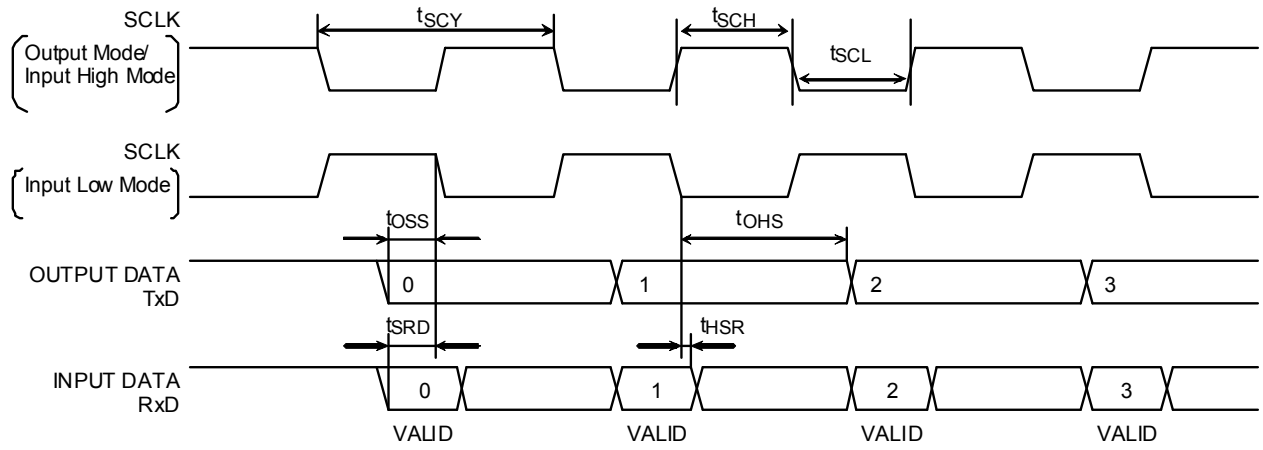 SCLK
Output Mode/
Input High Mode
tSCY
tSCH
tSCL
SCLK
Input Low Mode
tOSS
tOHS
OUTPUT DATA
TxD
0
1
2
3
tSRD
tHSR
INPUT DATA
RxD
0
1
2
3
VALID
VALID
VALID
VALID